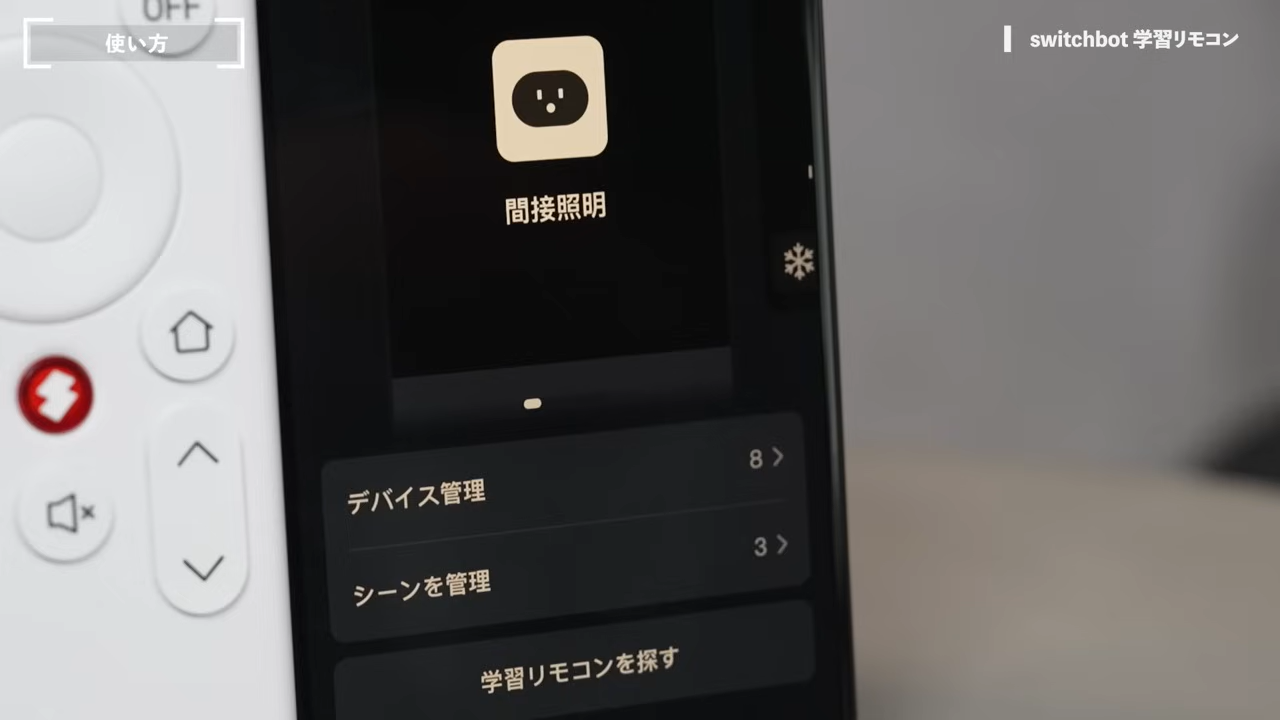 OFF
使い方
switchbot 学習リモコン
間接照明
デバイス管理 8
シーンを管理 3
学習リモコンを探す